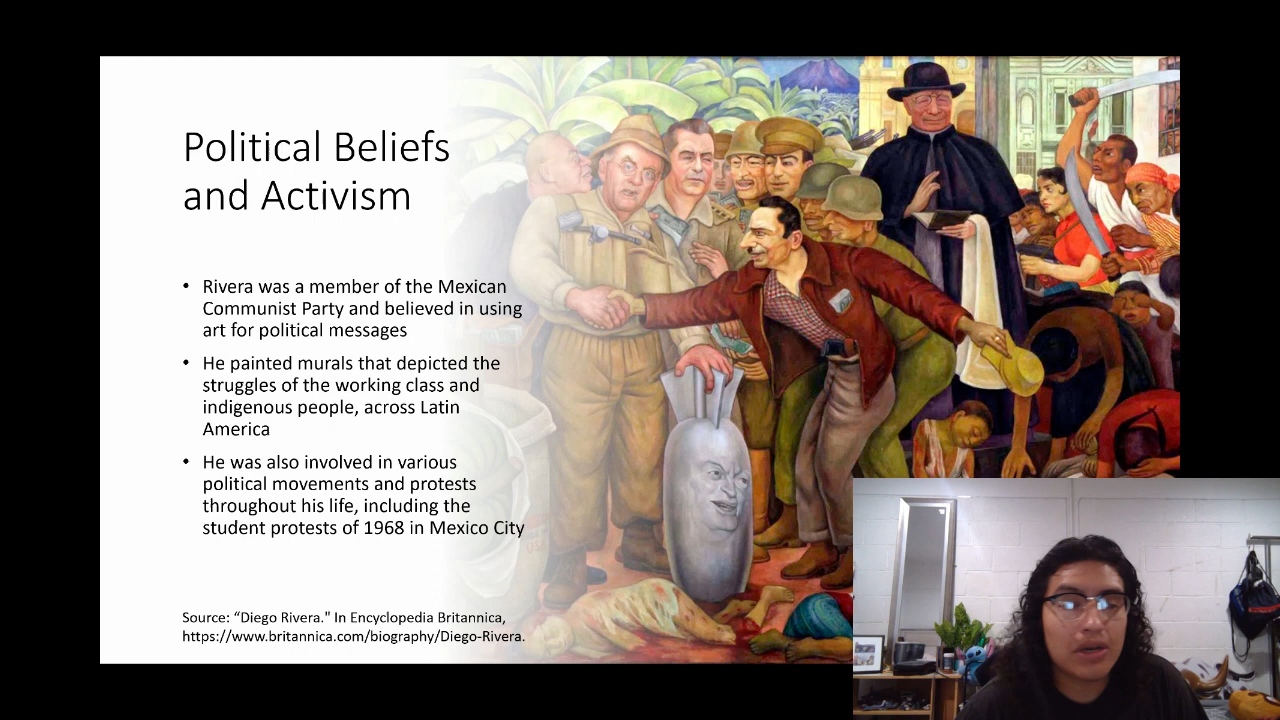 Political Beliefs
and Activism
• Rivera was a member of the Mexican
Communist Party and believed in using
art for political messages
• He painted murals that depicted the
struggles of the working class and
indigenous people, across Latin
America
• He was also involved in various
political movements and protests
throughout his life, including the
student protests of 1968 in Mexico City
USA
Source: “Diego Rivera." In Encyclopedia Britannica,
https://www.britannica.com/biography/Diego-Rivera.